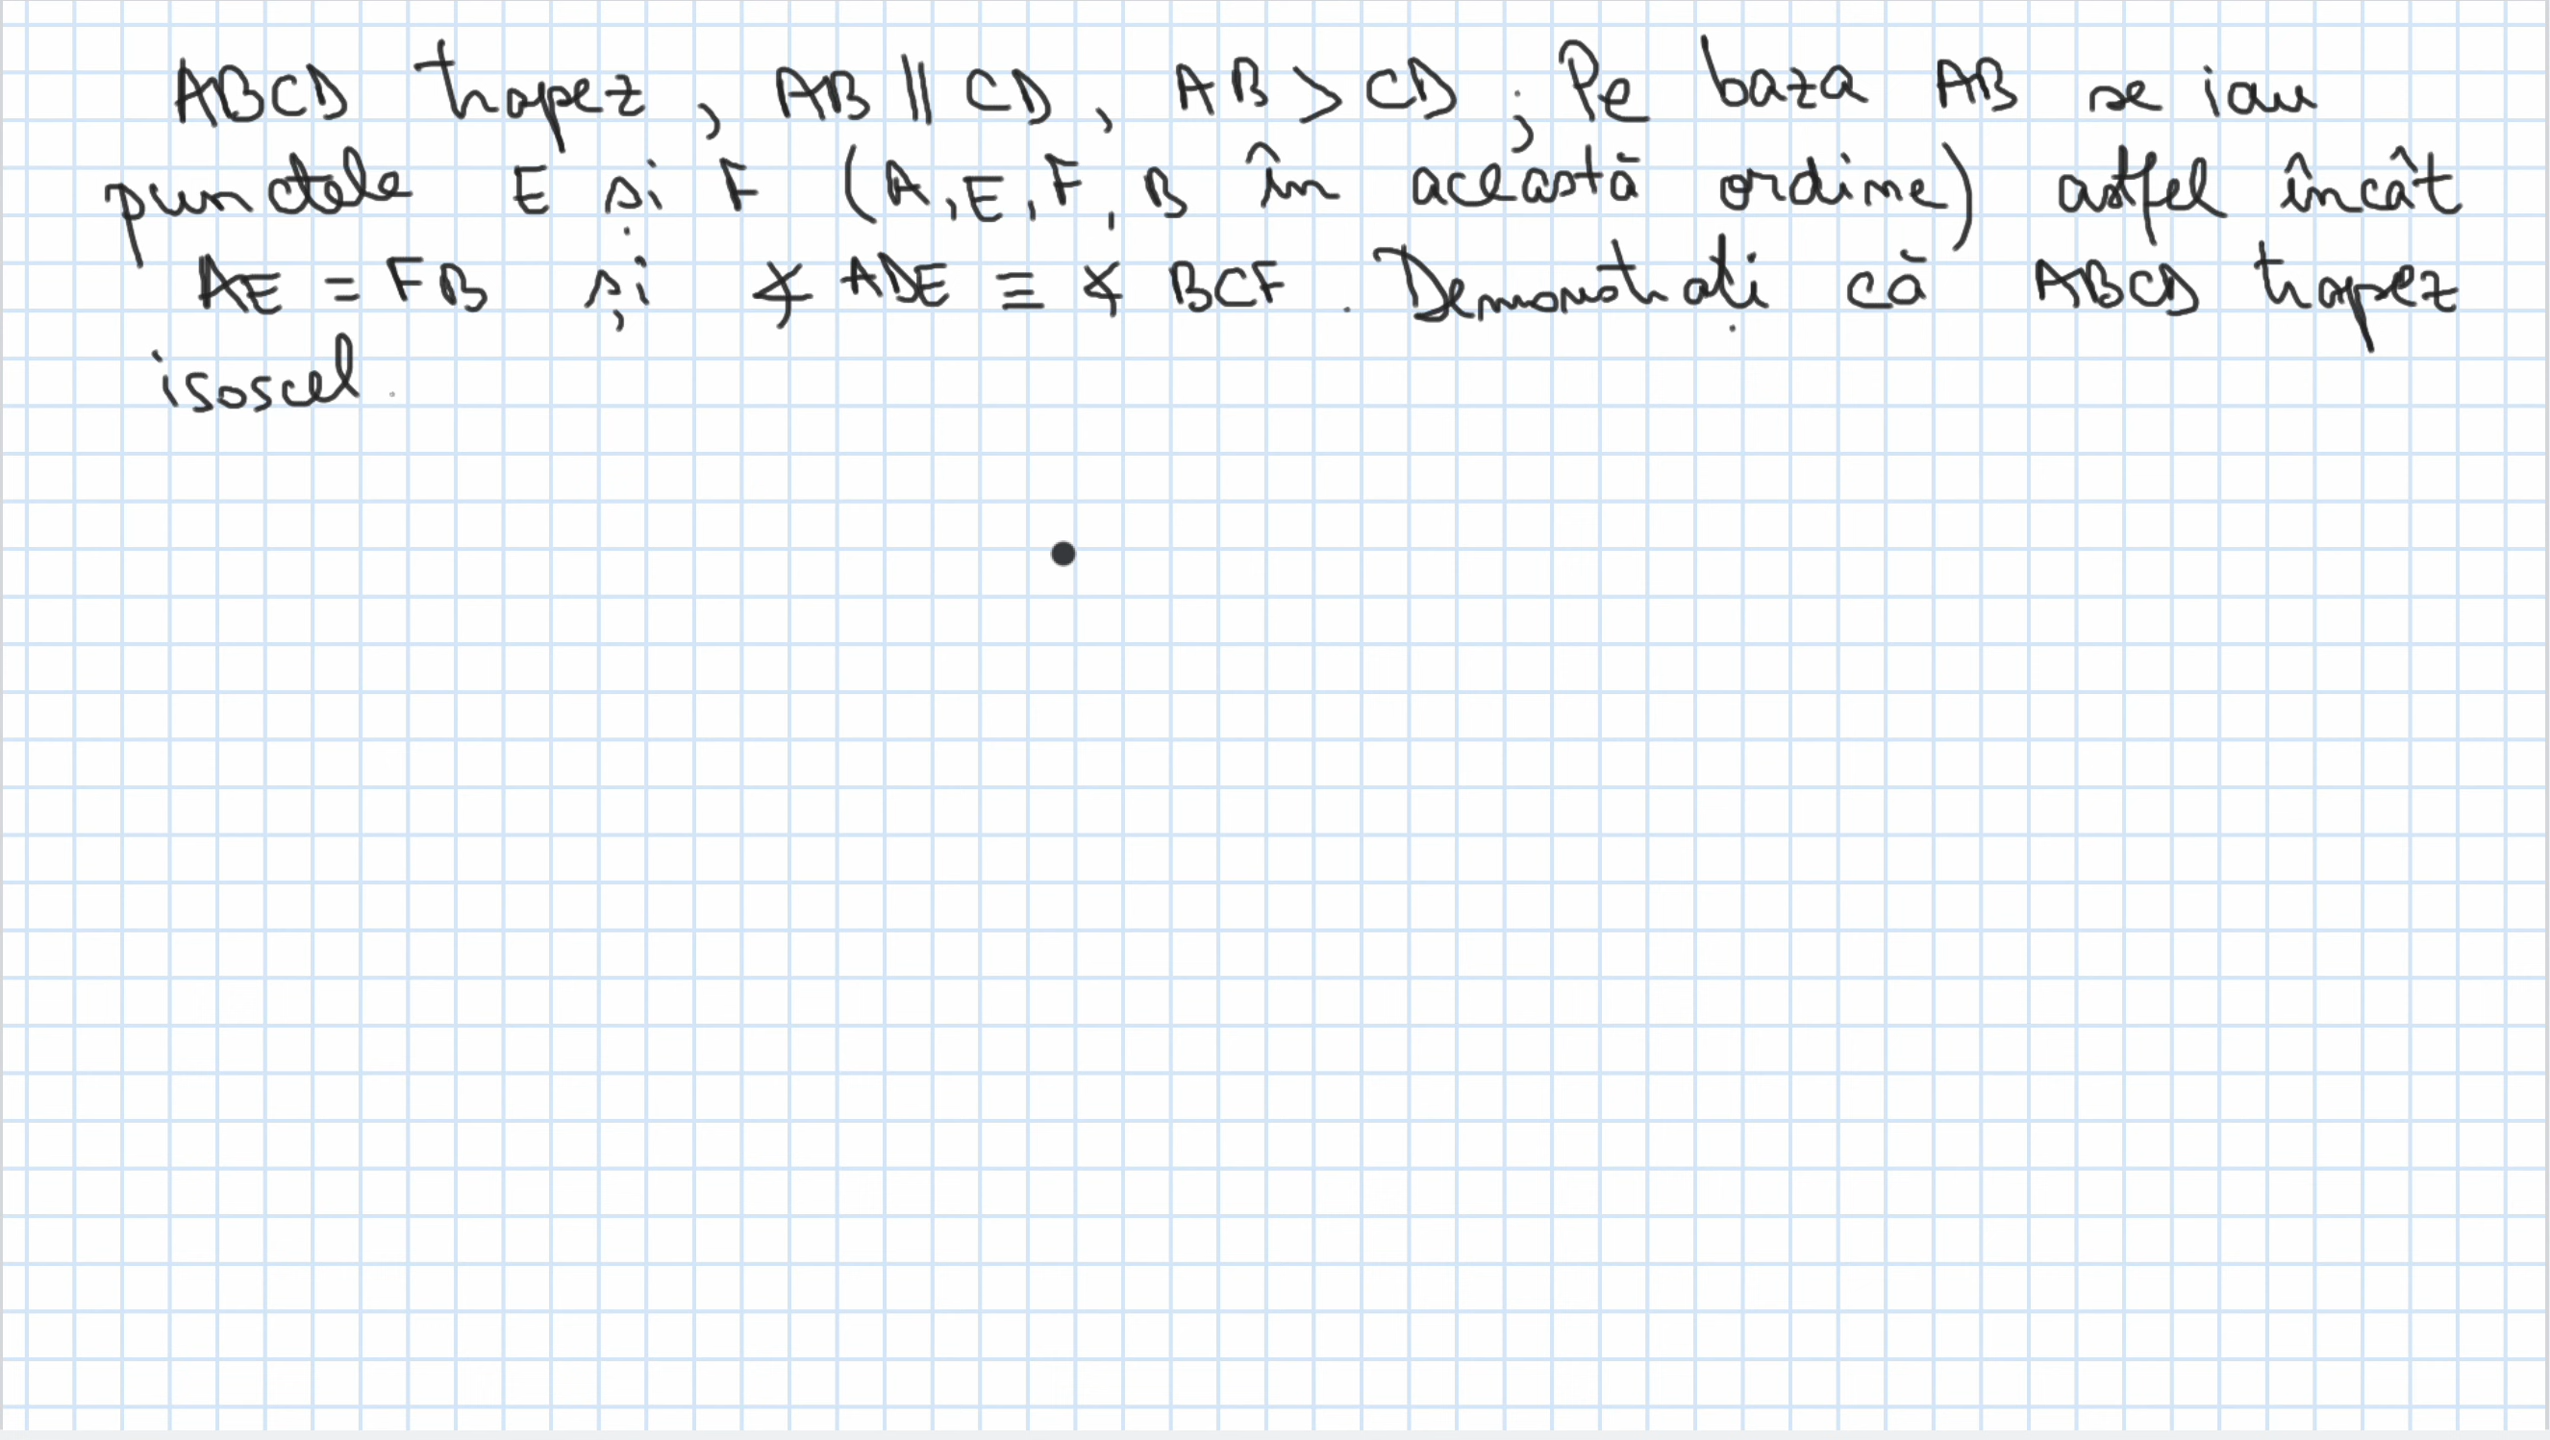 ABCD trapez, AB || CD, AB > CD; Pe baza AB se iau
punctele E și F (A, E, F, B în această ordine) astfel încât
AE = FB și ∡ ADE ≡ ∡ BCF. Demonstrați că ABCD trapez
isoscel.